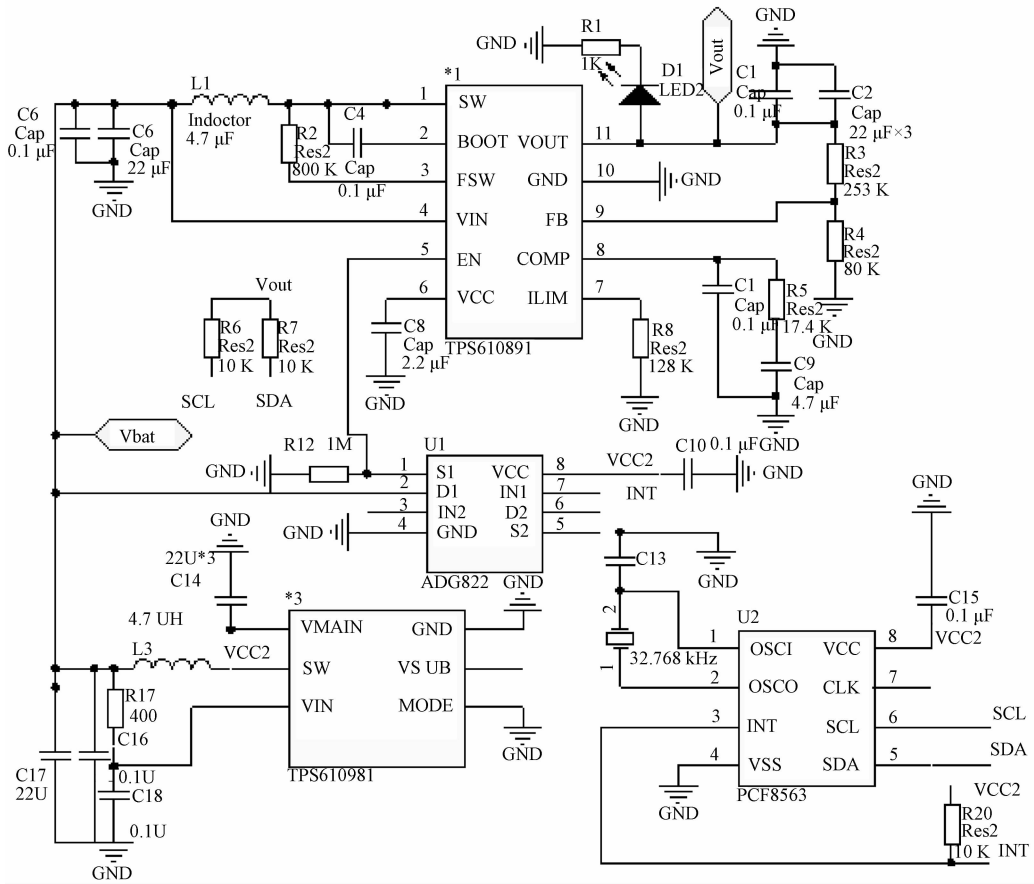 GND
R1
1K
D1
LED2
Vout
GND
C1
Cap
0.1 μF
C2
Cap
22 μF×3
*1
1
SW
2
BOOT
3
FSW
4
VIN
5
EN
6
VCC
VOUT
11
GND
10
FB
9
COMP
8
ILIM
7
TPS610891
C6
Cap
0.1 μF
C6
Cap
22 μF
GND
L1
Indoctor
4.7 μF
R2
Res2
800 K
C4
Cap
0.1 μF
GND
R3
Res2
253 K
R4
Res2
80 K
GND
C1
Cap
0.1 μF
R5
Res2
17.4 K
C9
Cap
4.7 μF
GND
R8
Res2
128 K
GND
C8
Cap
2.2 μF
GND
Vout
R6
Res2
10 K
R7
Res2
10 K
SCL
SDA
Vbat
R12
1M
GND
GND
U1
1
S1
2
D1
3
IN2
4
GND
VCC
8
IN1
7
D2
6
S2
5
ADG822
VCC2
INT
C10
0.1 μF
GND
GND
22U*3
C14
4.7 UH
L3
VCC2
*3
VMAIN
SW
VIN
GND
VS UB
MODE
TPS610981
GND
GND
R17
400
C16
0.1U
C17
22U
C18
0.1U
GND
C13
GND
2
1
32.768 kHz
U2
1
OSCI
2
OSCO
3
INT
4
VSS
VCC
8
CLK
7
SCL
6
SDA
5
PCF8563
GND
GND
C15
0.1 μF
VCC2
SCL
SDA
VCC2
R20
Res2
10 K
INT